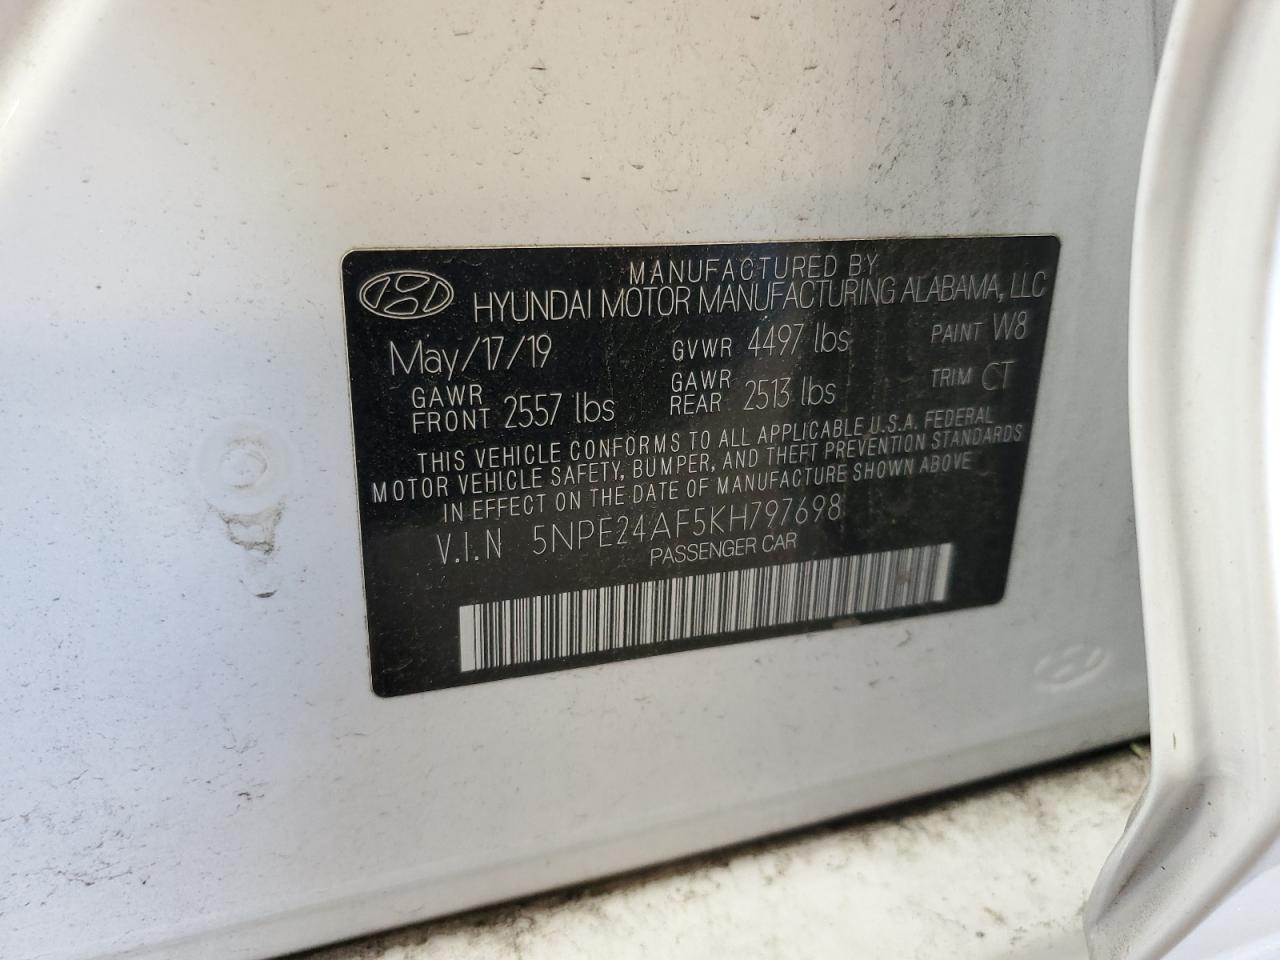 MANUFACTURED BY
HYUNDAI MOTOR MANUFACTURING ALABAMA, LLC
May/17/19 GVWR 4497 lbs PAINT W8
GAWR FRONT 2557 lbs GAWR REAR 2513 lbs TRIM CT
THIS VEHICLE CONFORMS TO ALL APPLICABLE U.S.A. FEDERAL
MOTOR VEHICLE SAFETY, BUMPER, AND THEFT PREVENTION STANDARDS
IN EFFECT ON THE DATE OF MANUFACTURE SHOWN ABOVE
V.I.N 5NPE24AF5KH797698
PASSENGER CAR